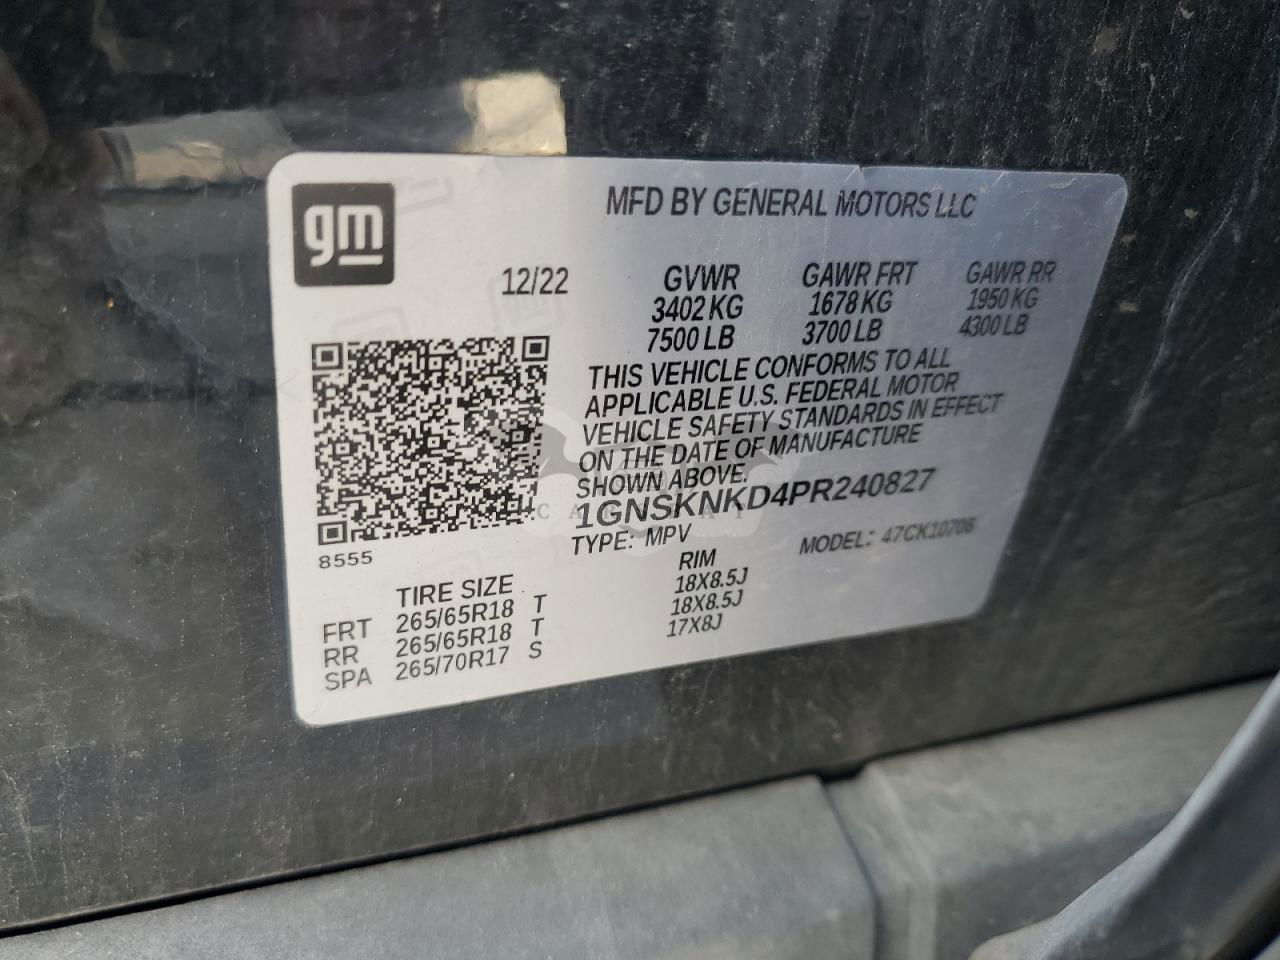 gm
MFD BY GENERAL MOTORS LLC
12/22
GVWR GAWR FRT GAWR RR
3402 KG 1678 KG 1950 KG
7500 LB 3700 LB 4300 LB
THIS VEHICLE CONFORMS TO ALL
APPLICABLE U.S. FEDERAL MOTOR
VEHICLE SAFETY STANDARDS IN EFFECT
ON THE DATE OF MANUFACTURE
SHOWN ABOVE.
1GNSKNKD4PR240827
TYPE: MPV MODEL: 47CK10706
8555
TIRE SIZE RIM
FRT 265/65R18 T 18X8.5J
RR 265/65R18 T 18X8.5J
SPA 265/70R17 S 17X8J